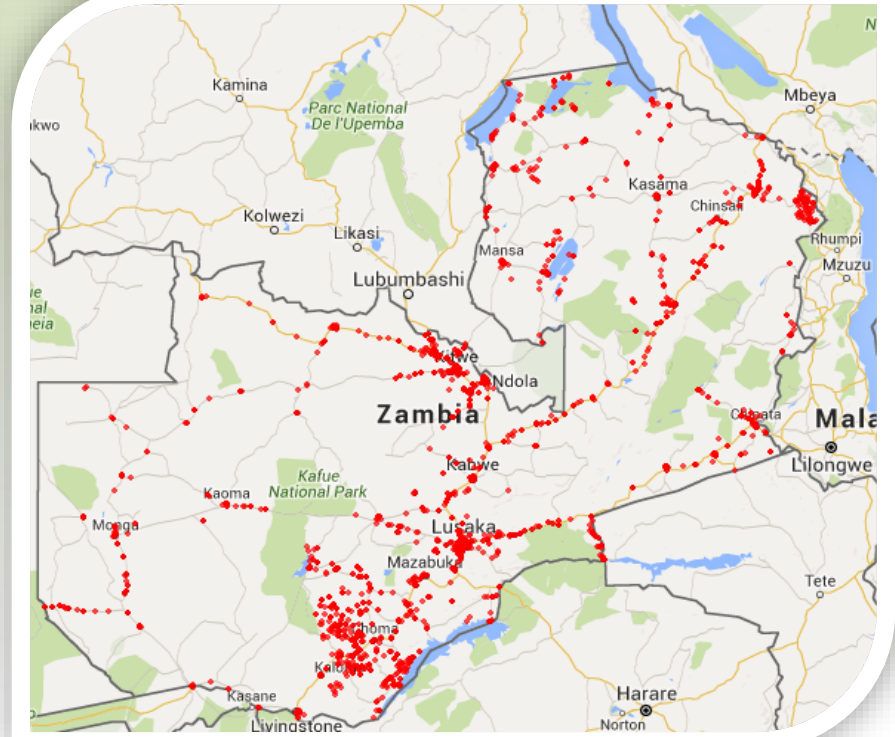 N
Kamina
Mbeya
Parc National
De l'Upemba
kwo
Kasama
Chinsali
Kolwezi
Likasi
Mansa
Rhumpi
Mzuzu
Lubumbashi
Kitwe
Ndola
Zambia
Chipata
Mala
Lilongwe
Kabwe
Kafue
National Park
Kaoma
Mongu
Lusaka
Mazabuka
Tete
Choma
Kasane
Harare
Norton
Livingstone